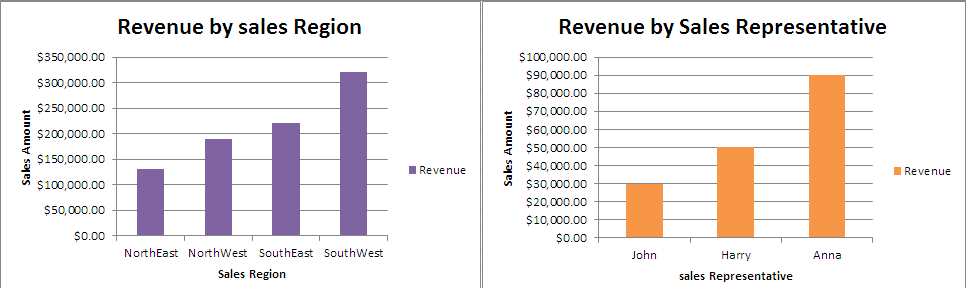 Revenue by sales Region
$350,000.00
$300,000.00
$250,000.00
$200,000.00
$150,000.00
$100,000.00
$50,000.00
$0.00
Sales Amount
NorthEast NorthWest SouthEast SouthWest
Sales Region
Revenue
Revenue by Sales Representative
$100,000.00
$90,000.00
$80,000.00
$70,000.00
$60,000.00
$50,000.00
$40,000.00
$30,000.00
$20,000.00
$10,000.00
$0.00
Sales Amount
John Harry Anna
sales Representative
Revenue